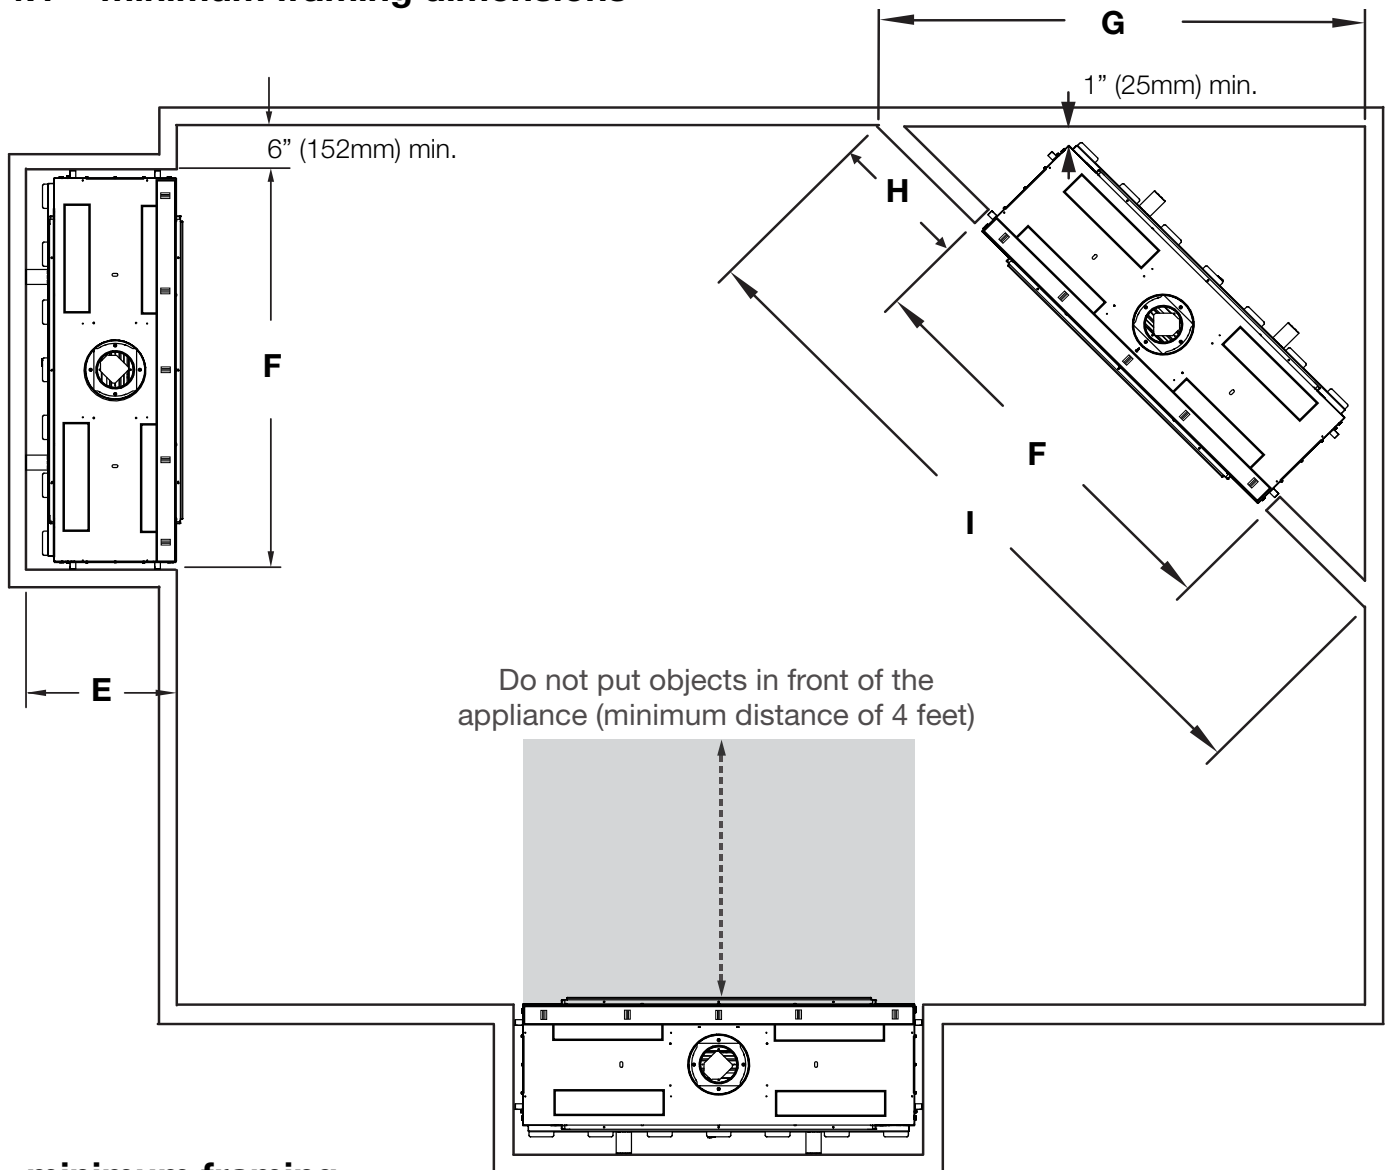 minimum framing dimensions
G
1” (25mm) min.
6” (152mm) min.
H
F
F
I
E
Do not put objects in front of the
appliance (minimum distance of 4 feet)
minimum framing